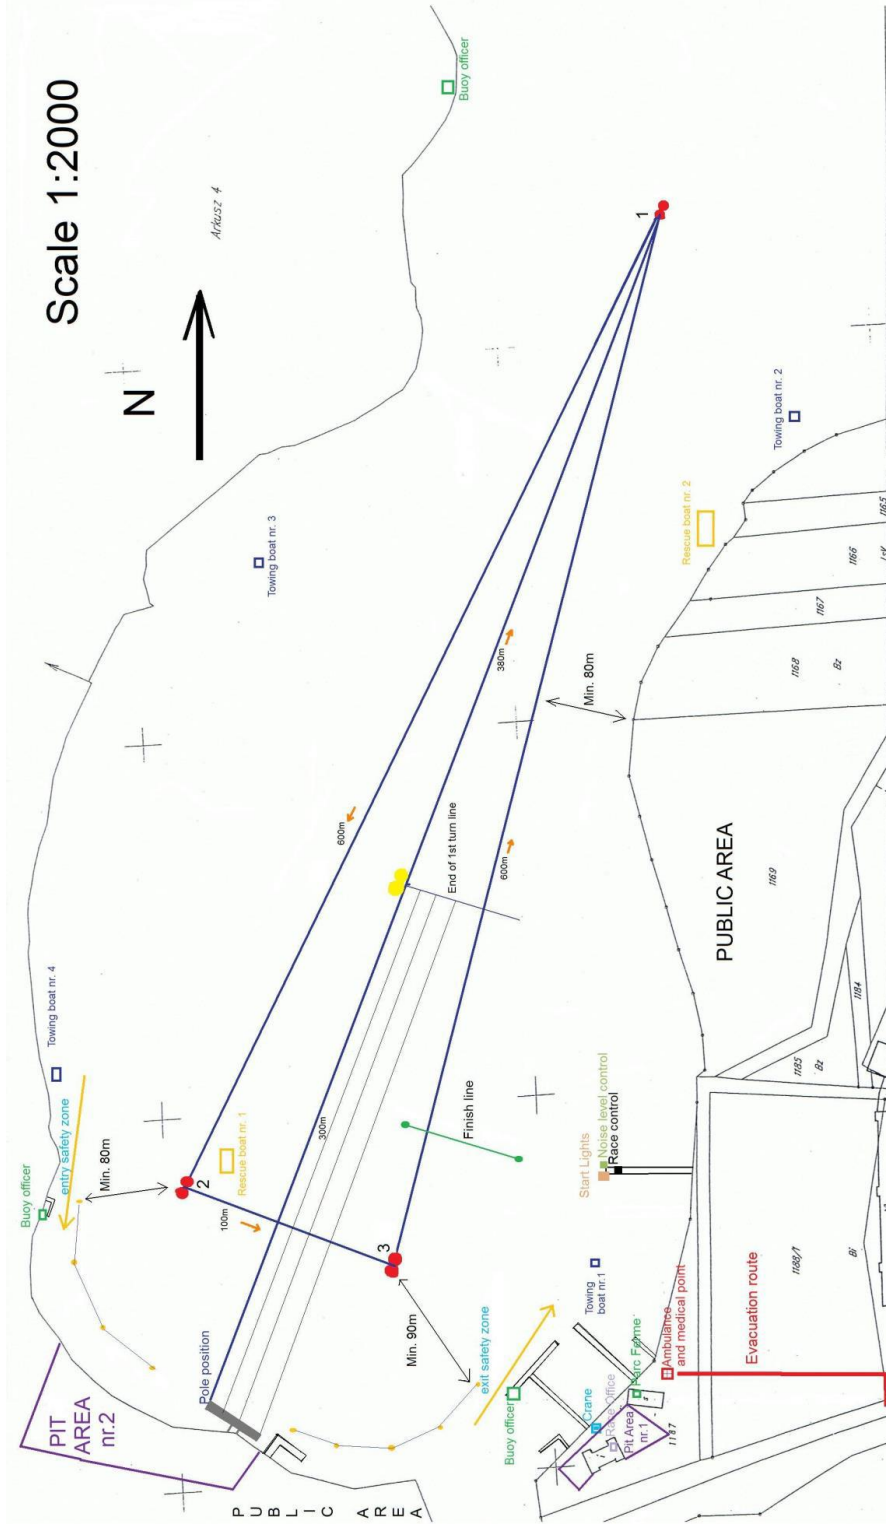 Scale 1:2000
N
Arkusz 4
Buoy officer
1
Towing boat nr. 3
Towing boat nr. 2
Rescue boat nr. 2
1165
1166
1167
1168
Bz
380m
Min. 80m
600m
600m
End of 1st turn line
PUBLIC AREA
1169
1184
1185
Bz
Towing boat nr. 4
entry safety zone
Min. 80m
Buoy officer
2
Rescue boat nr. 1
100m
300m
Finish line
3
Start Lights
Noise level control
Race control
Pole position
Min. 90m
exit safety zone
Towing
boat nr.1
1188/1
Bi
Evacuation route
Ambulance
and medical point
Parc Ferme
Buoy officer
Crane
Race Office
Pit Area
nr.1
1187
PIT
AREA
nr.2
PUBLIC AREA